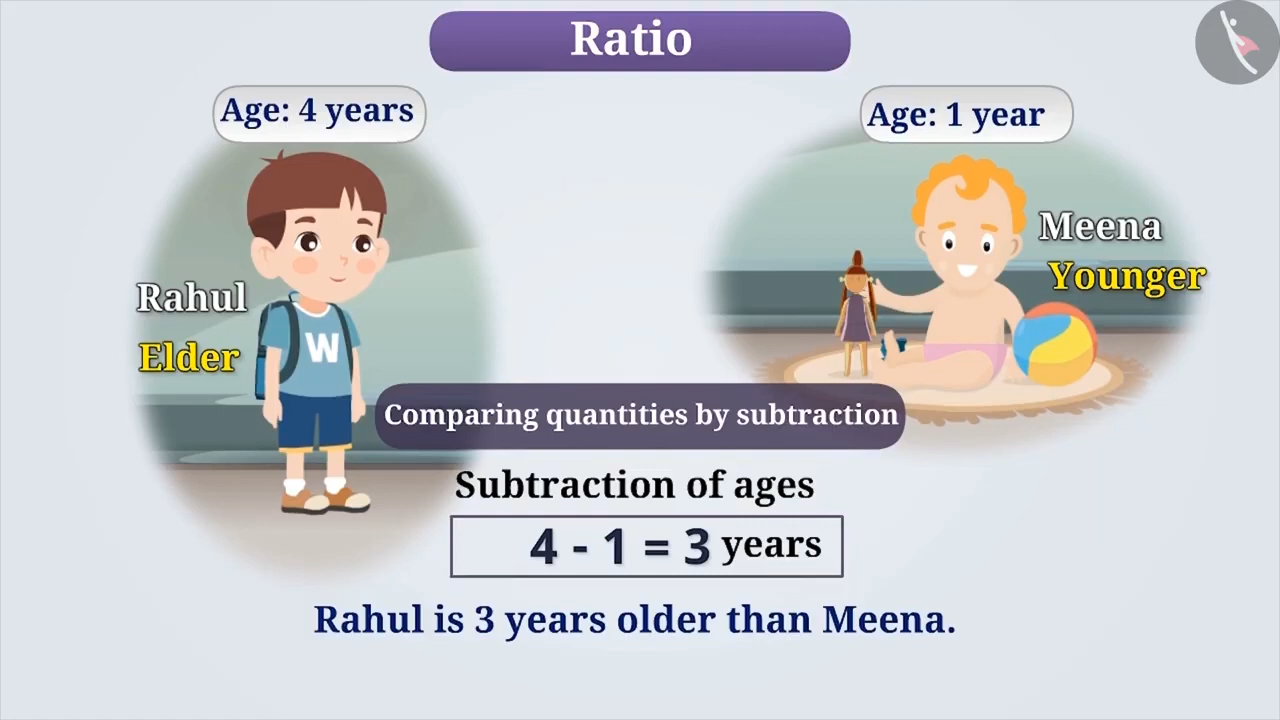 Ratio
Age: 4 years
Age: 1 year
Rahul
Elder
W
Meena
Younger
Comparing quantities by subtraction
Subtraction of ages
4 - 1 = 3 years
Rahul is 3 years older than Meena.